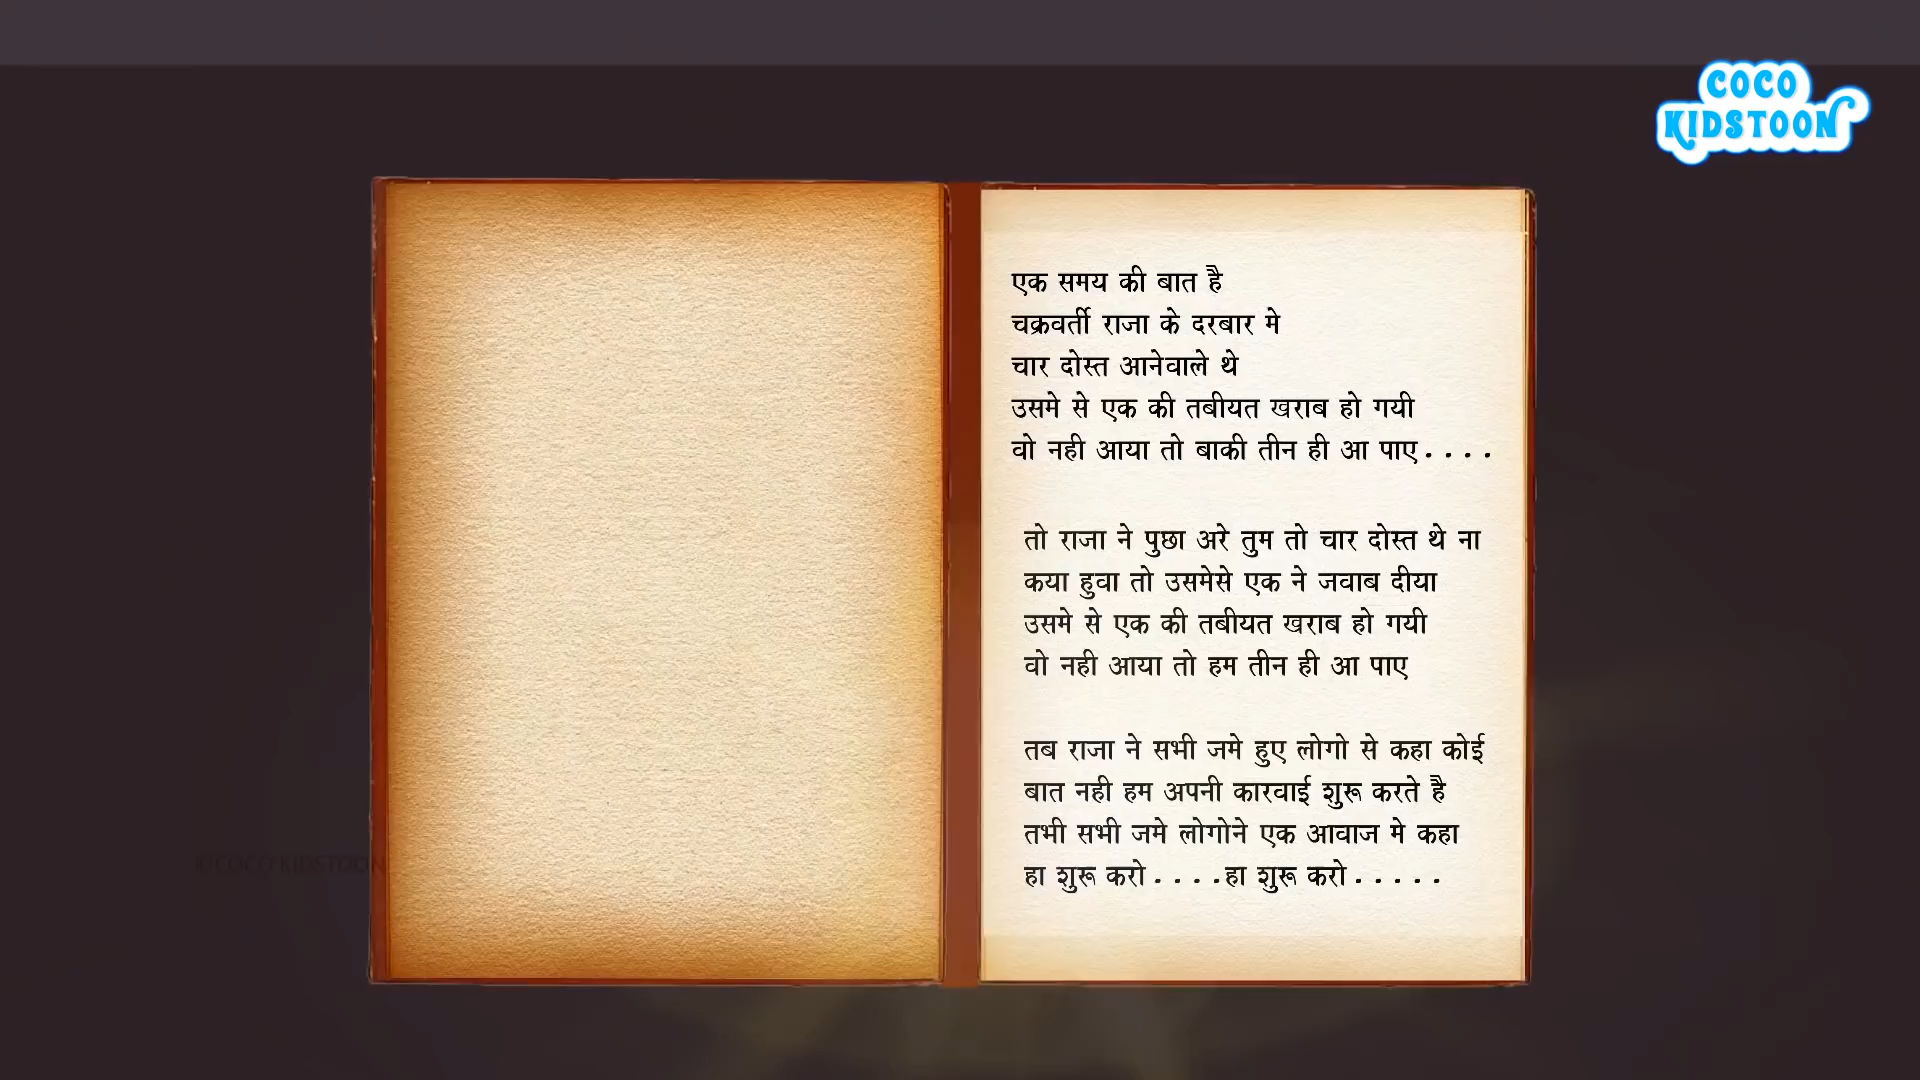 COCO
KIDSTOON
एक समय की बात है
चक्रवर्ती राजा के दरबार मे
चार दोस्त आनेवाले थे
उसमे से एक की तबीयत खराब हो गयी
वो नही आया तो बाकी तीन ही आ पाए....
तो राजा ने पुछा अरे तुम तो चार दोस्त थे ना
कया हुवा तो उसमेसे एक ने जवाब दीया
उसमे से एक की तबीयत खराब हो गयी
वो नही आया तो हम तीन ही आ पाए
तब राजा ने सभी जमे हुए लोगो से कहा कोई
बात नही हम अपनी कारवाई शुरू करते है
तभी सभी जमे लोगोने एक आवाज मे कहा
हा शुरू करो....हा शुरू करो.....
©COCO KIDSTOON